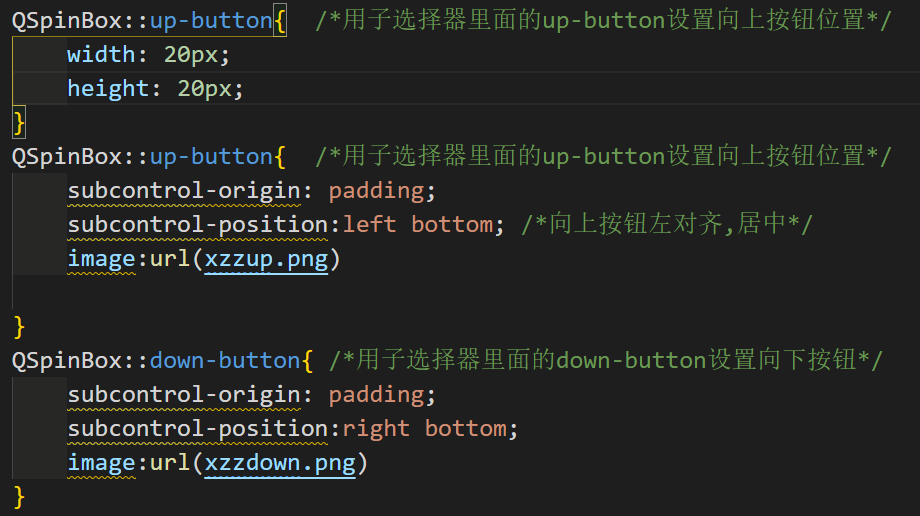 QSpinBox::up-button{  /*用子选择器里面的up-button设置向上按钮位置*/
    width: 20px;
    height: 20px;
}
QSpinBox::up-button{  /*用子选择器里面的up-button设置向上按钮位置*/
    subcontrol-origin: padding;
    subcontrol-position:left bottom; /*向上按钮左对齐,居中*/
    image:url(xzzup.png)
}
QSpinBox::down-button{ /*用子选择器里面的down-button设置向下按钮*/
    subcontrol-origin: padding;
    subcontrol-position:right bottom;
    image:url(xzzdown.png)
}